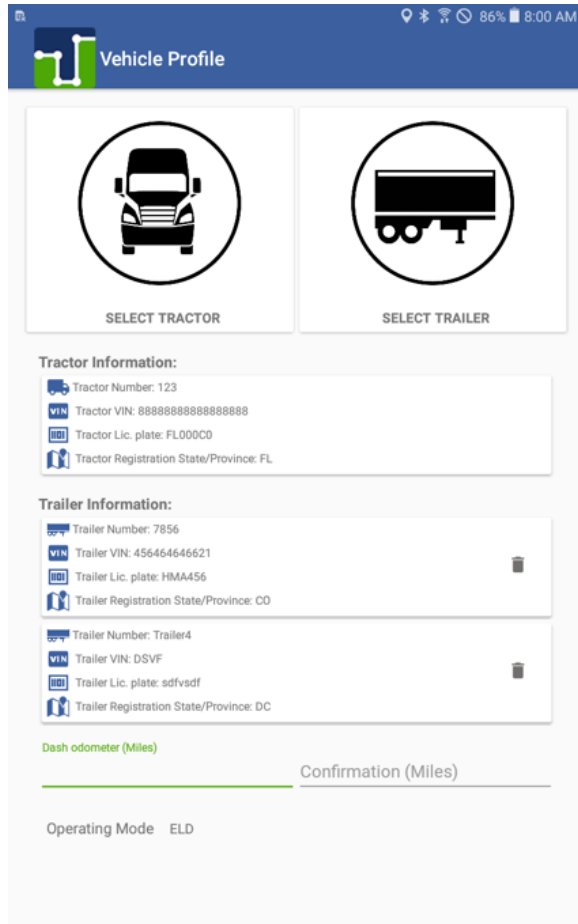 86% 8:00 AM
Vehicle Profile
SELECT TRACTOR
SELECT TRAILER
Tractor Information:
Tractor Number: 123
VIN Tractor VIN: 88888888888888888
Tractor Lic. plate: FL000C0
Tractor Registration State/Province: FL
Trailer Information:
Trailer Number: 7856
VIN Trailer VIN: 456464646621
Trailer Lic. plate: HMA456
Trailer Registration State/Province: CO
Trailer Number: Trailer4
VIN Trailer VIN: DSVF
Trailer Lic. plate: sdfvsdf
Trailer Registration State/Province: DC
Dash odometer (Miles)
Confirmation (Miles)
Operating Mode ELD